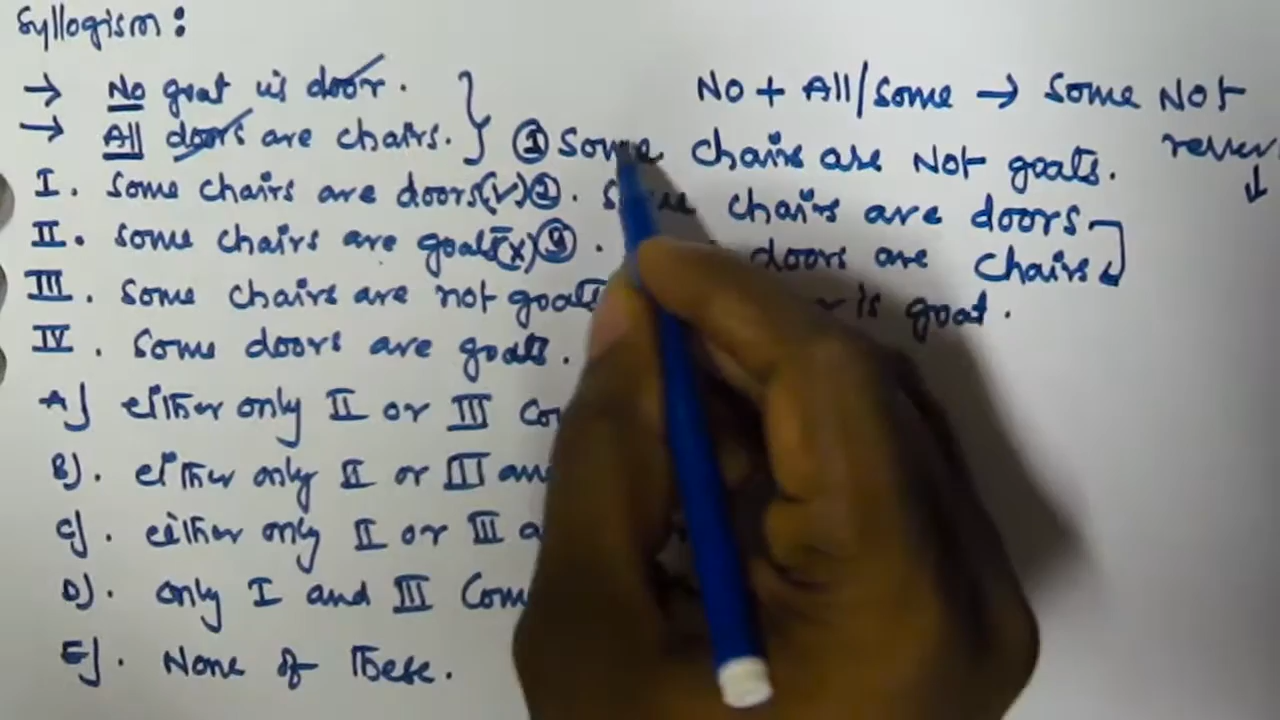 Syllogism:
→ No goat is door.
→ All doors are chairs.
I. Some chairs are doors(✓)
II. Some chairs are goats(x)
III. Some chairs are not goats
IV. Some doors are goats.
A) either only II or III
B). either only II or III
C). either only II or III
D). only I and III
E). None of these.
No + All/Some → Some Not
① Some chairs are Not goats.
②. chairs are doors
③. doors are chairs
is goat.